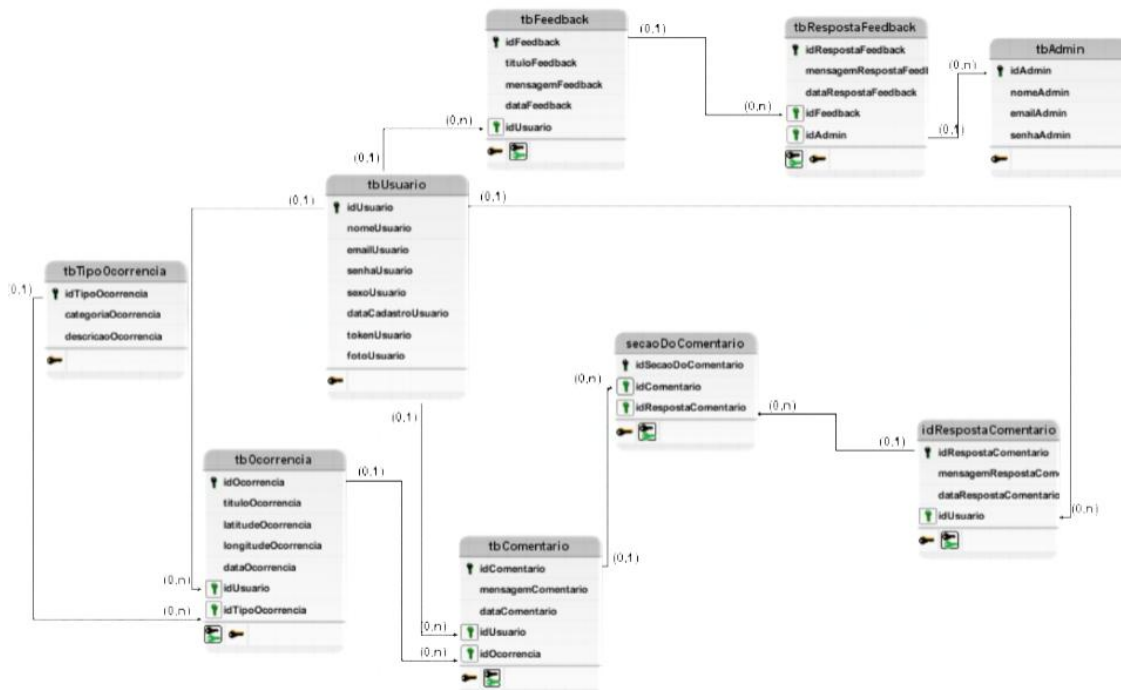 tbFeedback
idFeedback
tituloFeedback
mensagemFeedback
dataFeedback
idUsuario
(0,1)
(0,n)
tbRespostaFeedback
idRespostaFeedback
mensagemRespostaFeedl
dataRespostaFeedback
idFeedback
idAdmin
(0,n)
(0,1)
tbAdmin
idAdmin
nomeAdmin
emailAdmin
senhaAdmin
(0,n)
(0,1)
(0,1)
tbUsuario
idUsuario
nomeUsuario
emailUsuario
senhaUsuario
sexoUsuario
dataCadastroUsuario
tokenUsuario
fotoUsuario
(0,1)
(0,1)
tbTipoOcorrencia
idTipoOcorrencia
categoriaOcorrencia
descricaoOcorrencia
(0,1)
secaoDoComentario
idSecaoDoComentario
idComentario
idRespostaComentario
(0,n)
(0,n)
idRespostaComentario
idRespostaComentario
mensagemRespostaCom
dataRespostaComentario
idUsuario
(0,1)
(0,n)
tbOcorrencia
idOcorrencia
tituloOcorrencia
latitudeOcorrencia
longitudeOcorrencia
dataOcorrencia
idUsuario
idTipoOcorrencia
(0,1)
(0,n)
(0,n)
tbComentario
idComentario
mensagemComentario
dataComentario
idUsuario
idOcorrencia
(0,1)
(0,n)
(0,n)